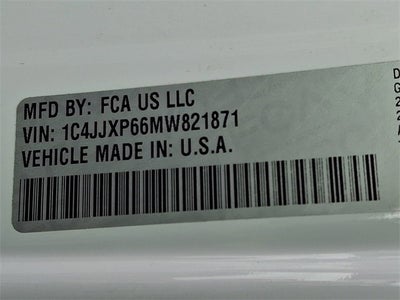 MFD BY: FCA US LLC
VIN: 1C4JJXP66MW821871
VEHICLE MADE IN: U.S.A.